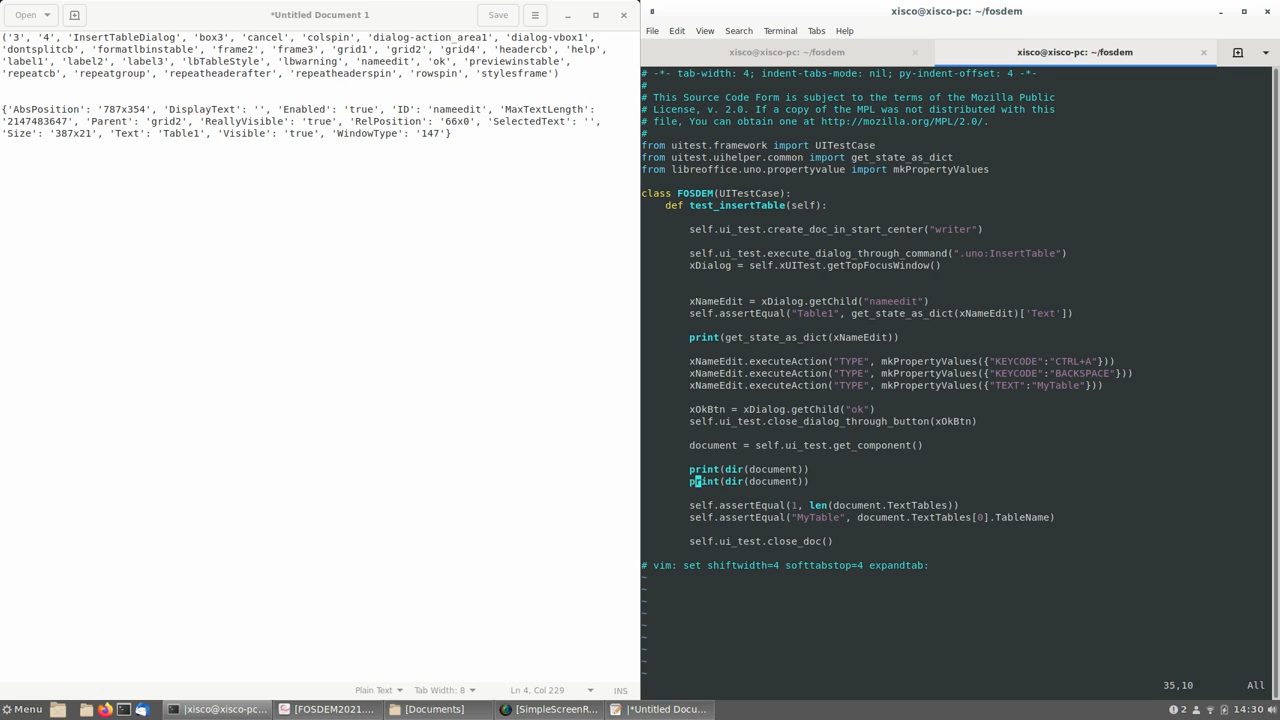 Open
*Untitled Document 1
Save
('3', '4', 'InsertTableDialog', 'box3', 'cancel', 'colspin', 'dialog-action_area1', 'dialog-vbox1',
'dontsplitcb', 'formatlbinstable', 'frame2', 'frame3', 'grid1', 'grid2', 'grid4', 'headercb', 'help',
'label1', 'label2', 'label3', 'lbTableStyle', 'lbwarning', 'nameedit', 'ok', 'previewinstable',
'repeatcb', 'repeatgroup', 'repeatheaderafter', 'repeatheaderspin', 'rowspin', 'stylesframe')
{'AbsPosition': '787x354', 'DisplayText': '', 'Enabled': 'true', 'ID': 'nameedit', 'MaxTextLength':
'2147483647', 'Parent': 'grid2', 'ReallyVisible': 'true', 'RelPosition': '66x0', 'SelectedText': '',
'Size': '387x21', 'Text': 'Table1', 'Visible': 'true', 'WindowType': '147'}
Plain Text
Tab Width: 8
Ln 4, Col 229
INS
xisco@xisco-pc: ~/fosdem
File Edit View Search Terminal Tabs Help
xisco@xisco-pc: ~/fosdem
xisco@xisco-pc: ~/fosdem
# -*- tab-width: 4; indent-tabs-mode: nil; py-indent-offset: 4 -*-
#
# This Source Code Form is subject to the terms of the Mozilla Public
# License, v. 2.0. If a copy of the MPL was not distributed with this
# file, You can obtain one at http://mozilla.org/MPL/2.0/.
#
from uitest.framework import UITestCase
from uitest.uihelper.common import get_state_as_dict
from libreoffice.uno.propertyvalue import mkPropertyValues
class FOSDEM(UITestCase):
def test_insertTable(self):
self.ui_test.create_doc_in_start_center("writer")
self.ui_test.execute_dialog_through_command(".uno:InsertTable")
xDialog = self.xUITest.getTopFocusWindow()
xNameEdit = xDialog.getChild("nameedit")
self.assertEqual("Table1", get_state_as_dict(xNameEdit)['Text'])
print(get_state_as_dict(xNameEdit))
xNameEdit.executeAction("TYPE", mkPropertyValues({"KEYCODE":"CTRL+A"}))
xNameEdit.executeAction("TYPE", mkPropertyValues({"KEYCODE":"BACKSPACE"}))
xNameEdit.executeAction("TYPE", mkPropertyValues({"TEXT":"MyTable"}))
xOkBtn = xDialog.getChild("ok")
self.ui_test.close_dialog_through_button(xOkBtn)
document = self.ui_test.get_component()
print(dir(document))
print(dir(document))
self.assertEqual(1, len(document.TextTables))
self.assertEqual("MyTable", document.TextTables[0].TableName)
self.ui_test.close_doc()
# vim: set shiftwidth=4 softtabstop=4 expandtab:
~
~
~
~
~
~
~
~
~
35,10
All
Menu
|xisco@xisco-pc: ~...
[FOSDEM2021....
[Documents]
[SimpleScreenR...
|*Untitled Docu...
2
14:30